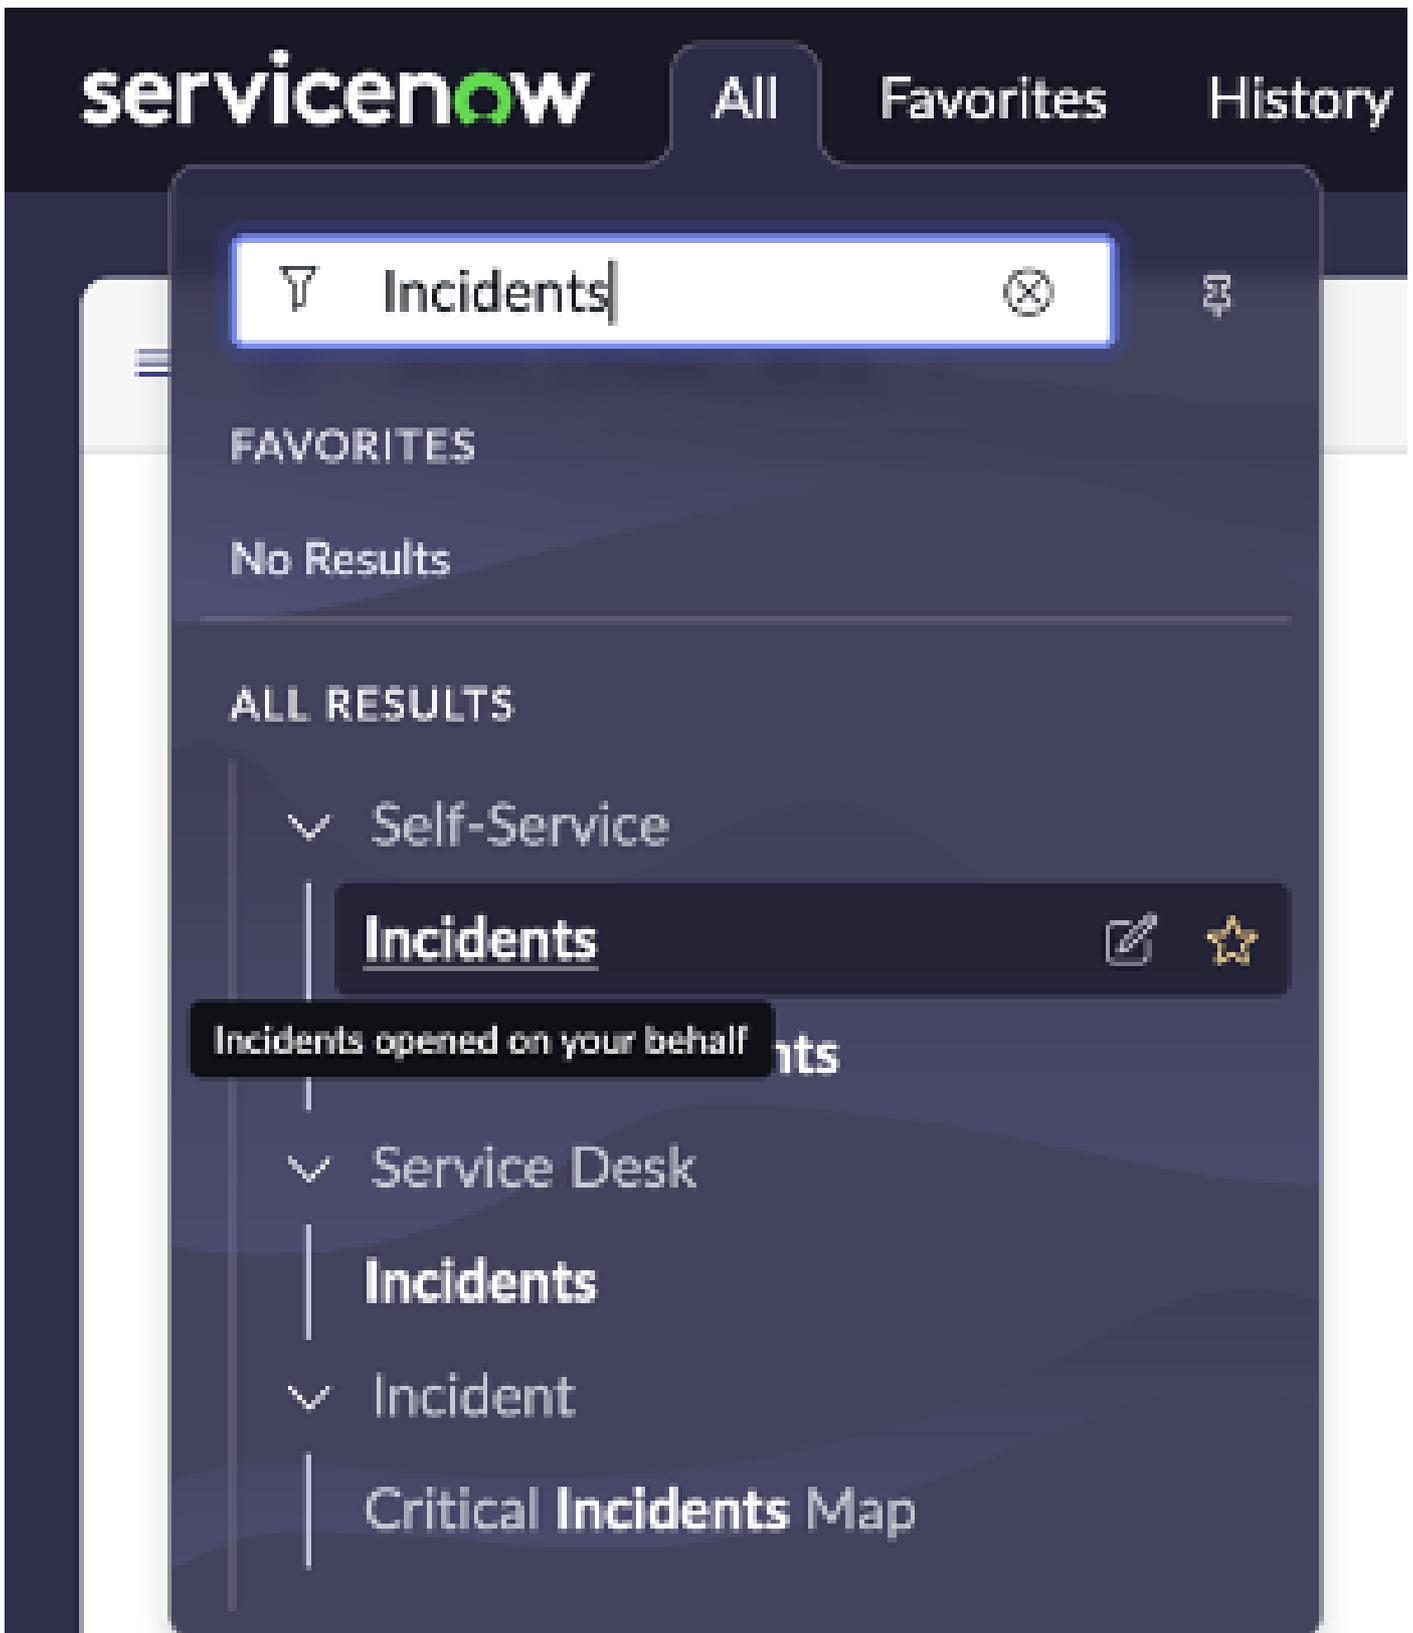 servicenow All Favorites History
Incidents
FAVORITES
No Results
ALL RESULTS
Self-Service
Incidents
Incidents opened on your behalf
Service Desk
Incidents
Incident
Critical Incidents Map